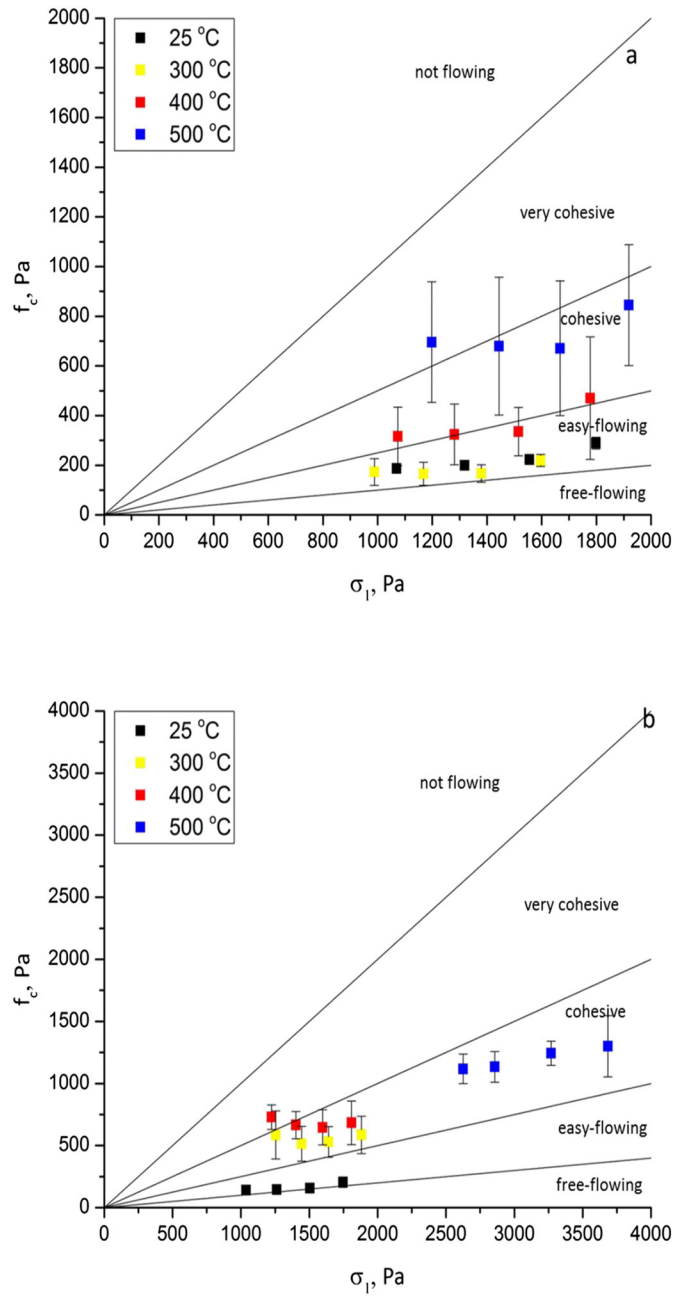 2000
1800
1600
1400
1200
1000
800
600
400
200
0
f_c, Pa
25 °C
300 °C
400 °C
500 °C
a
not flowing
very cohesive
cohesive
easy-flowing
free-flowing
0 200 400 600 800 1000 1200 1400 1600 1800 2000
σ_1, Pa
4000
3500
3000
2500
2000
1500
1000
500
0
f_c, Pa
25 °C
300 °C
400 °C
500 °C
b
not flowing
very cohesive
cohesive
easy-flowing
free-flowing
0 500 1000 1500 2000 2500 3000 3500 4000
σ_1, Pa